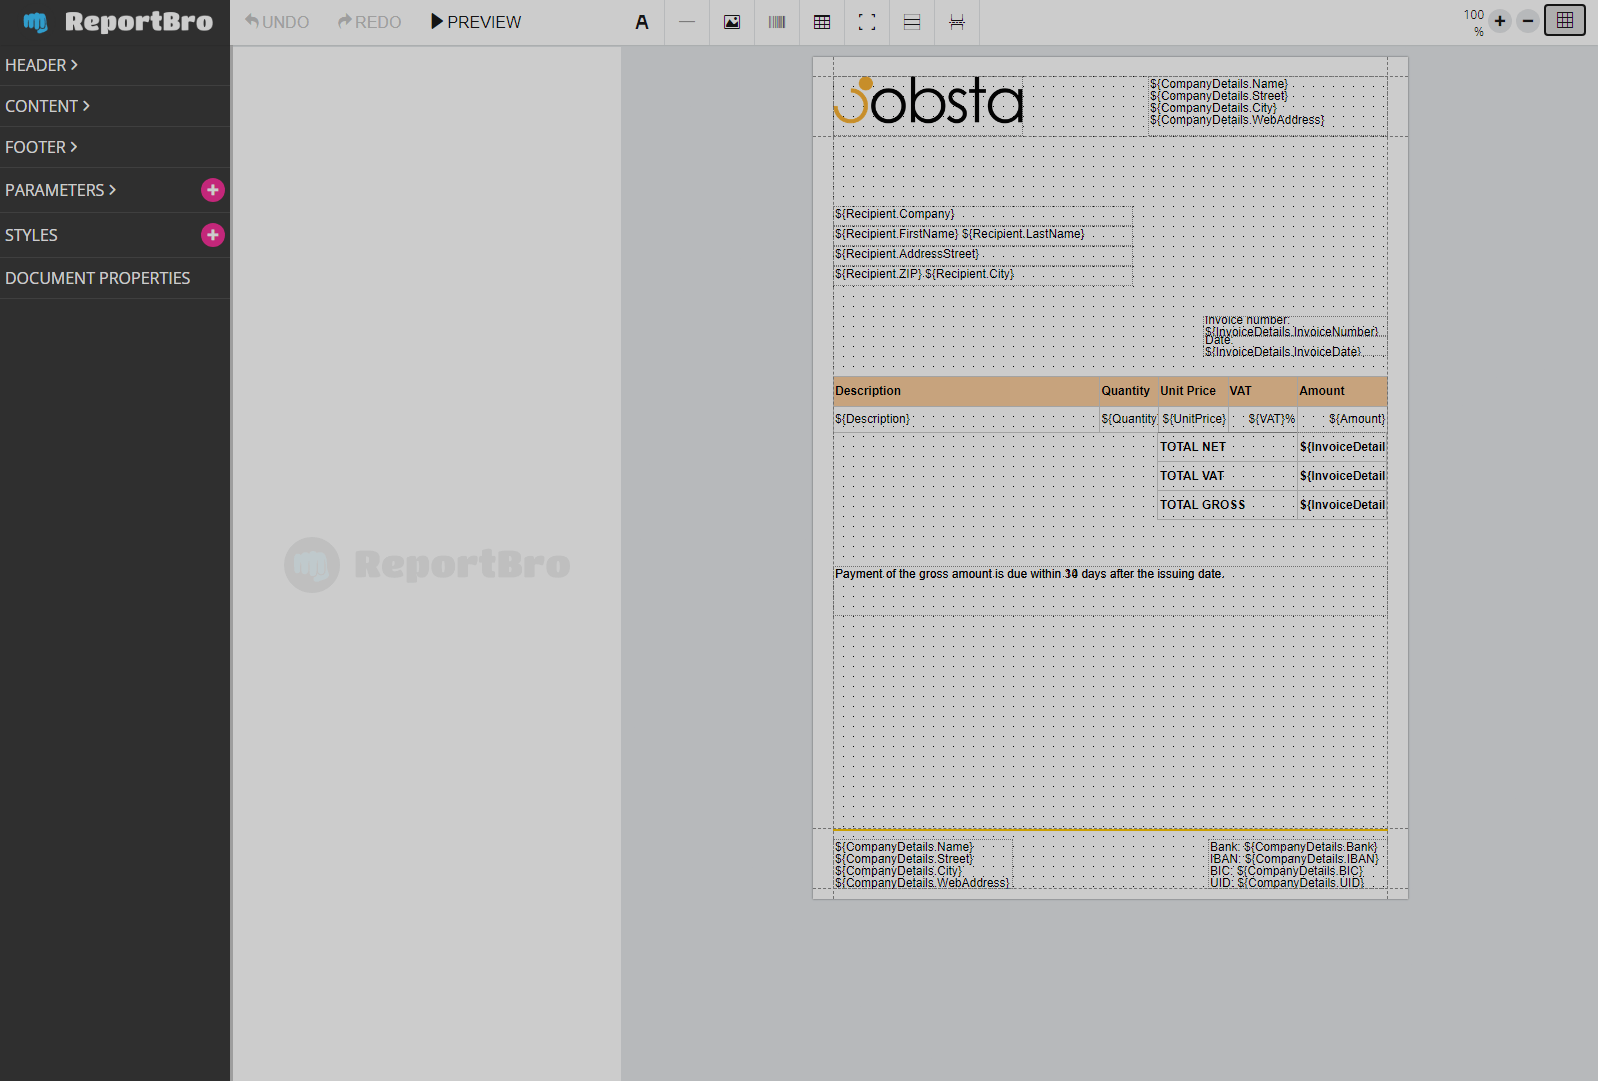 ReportBro
UNDO
REDO
PREVIEW
A
100
%
HEADER
CONTENT
FOOTER
PARAMETERS
STYLES
DOCUMENT PROPERTIES
ReportBro
Jobsta
${CompanyDetails.Name}
${CompanyDetails.Street}
${CompanyDetails.City}
${CompanyDetails.WebAddress}
${Recipient.Company}
${Recipient.FirstName} ${Recipient.LastName}
${Recipient.AddressStreet}
${Recipient.ZIP} ${Recipient.City}
Invoice number:
${InvoiceDetails.InvoiceNumber}
Date:
${InvoiceDetails.InvoiceDate}
Description Quantity Unit Price VAT Amount
${Description} ${Quantity ${UnitPrice} ${VAT}% ${Amount}
TOTAL NET ${InvoiceDetail
TOTAL VAT ${InvoiceDetail
TOTAL GROSS ${InvoiceDetail
Payment of the gross amount is due within days after the issuing date.
${CompanyDetails.Name}
${CompanyDetails.Street}
${CompanyDetails.City}
${CompanyDetails.WebAddress}
Bank: ${CompanyDetails.Bank}
IBAN: ${CompanyDetails.IBAN}
BIC: ${CompanyDetails.BIC}
UID: ${CompanyDetails.UID}